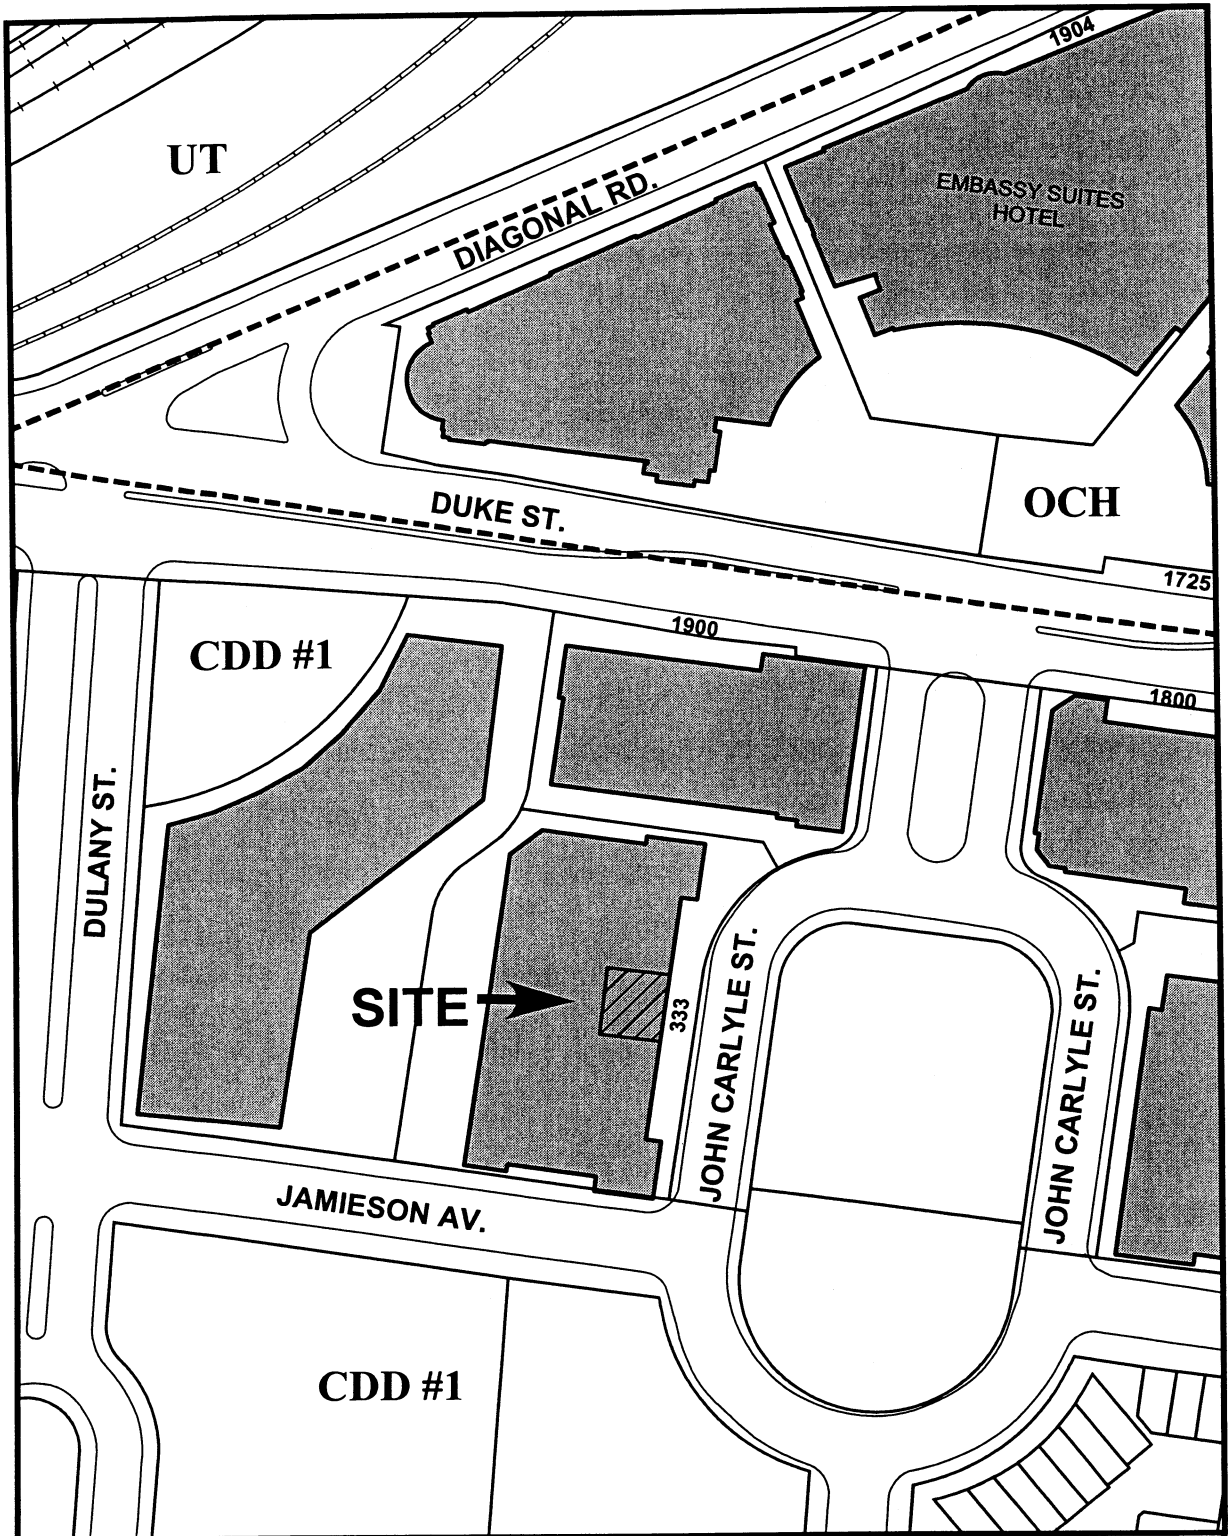 1904
UT
EMBASSY SUITES
HOTEL
DIAGONAL RD.
OCH
DUKE ST.
1725
1900
CDD #1
1800
DULANY ST.
SITE
333
JOHN CARLYLE ST.
JOHN CARLYLE ST.
JAMIESON AV.
CDD #1